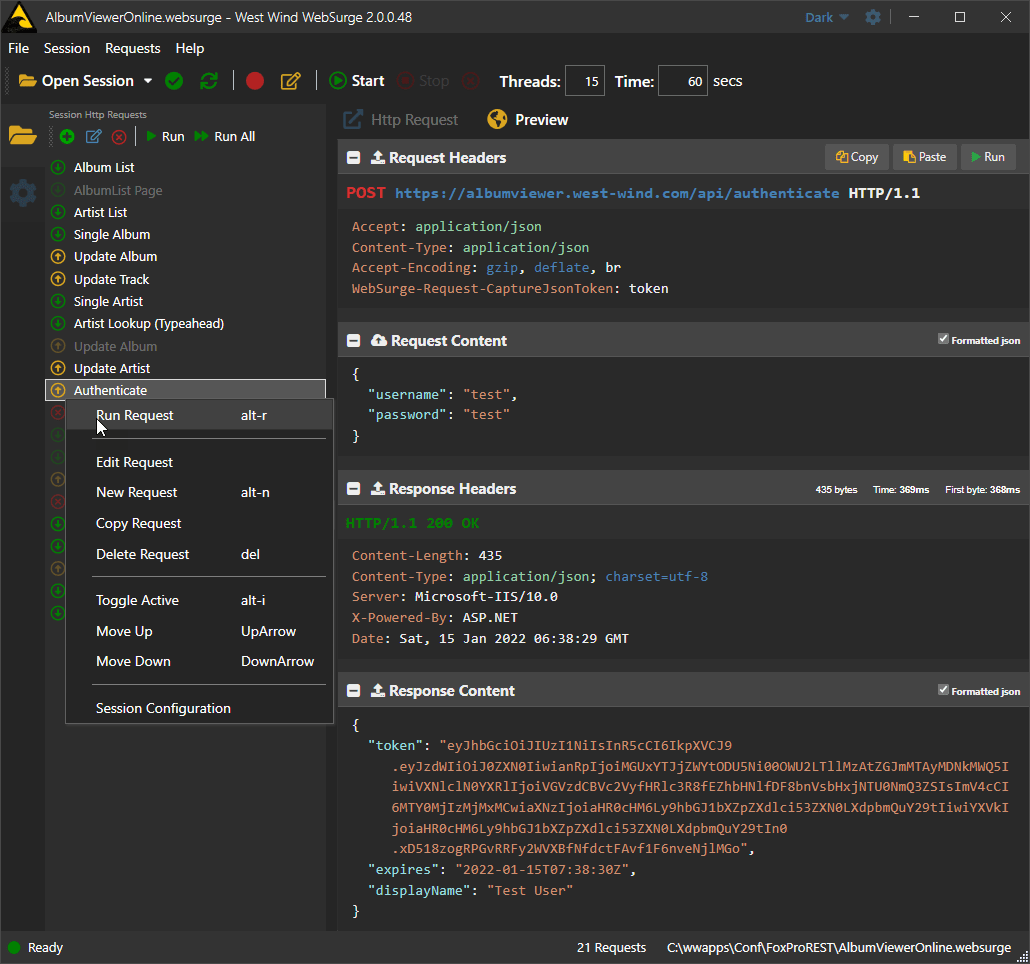 AlbumViewerOnline.websurge - West Wind WebSurge 2.0.0.48
Dark
File Session Requests Help
Open Session Start Stop Threads: 15 Time: 60 secs
Session Http Requests
Run Run All
Album List
AlbumList Page
Artist List
Single Album
Update Album
Update Track
Single Artist
Artist Lookup (Typeahead)
Update Album
Update Artist
Authenticate
Run Request alt-r
Edit Request
New Request alt-n
Copy Request
Delete Request del
Toggle Active alt-i
Move Up UpArrow
Move Down DownArrow
Session Configuration
Http Request Preview
Request Headers Copy Paste Run
POST https://albumviewer.west-wind.com/api/authenticate HTTP/1.1
Accept: application/json
Content-Type: application/json
Accept-Encoding: gzip, deflate, br
WebSurge-Request-CaptureJsonToken: token
Request Content Formatted json
{
"username": "test",
"password": "test"
}
Response Headers 435 bytes Time: 369ms First byte: 368ms
HTTP/1.1 200 OK
Content-Length: 435
Content-Type: application/json; charset=utf-8
Server: Microsoft-IIS/10.0
X-Powered-By: ASP.NET
Date: Sat, 15 Jan 2022 06:38:29 GMT
Response Content Formatted json
{
"token": "eyJhbGciOiJIUzI1NiIsInR5cCI6IkpXVCJ9
.eyJzdWIiOiJ0ZXN0IiwianRpIjoiMGUxYTJjZWYtODU5Ni00OWU2LTllMzAtZGJmMTAyMDNkMWQ5I
iwiVXNlclN0YXRlIjoiVGVzdCBVc2VyfHRlc3R8fEZhbHNlfDF8bnVsbHxjNTU0NmQ3ZSIsImV4cCI
6MTY0MjIzMjMxMCwiaXNzIjoiaHR0cHM6Ly9hbGJ1bXZpZXdlci53ZXN0LXdpbmQuY29tIiwiYXVkI
joiaHR0cHM6Ly9hbGJ1bXZpZXdlci53ZXN0LXdpbmQuY29tIn0
.xD518zogRPGvRRFy2WVXBfNfdctFAvf1F6nveNjlMGo",
"expires": "2022-01-15T07:38:30Z",
"displayName": "Test User"
}
Ready 21 Requests C:\wwapps\Conf\FoxProREST\AlbumViewerOnline.websurge